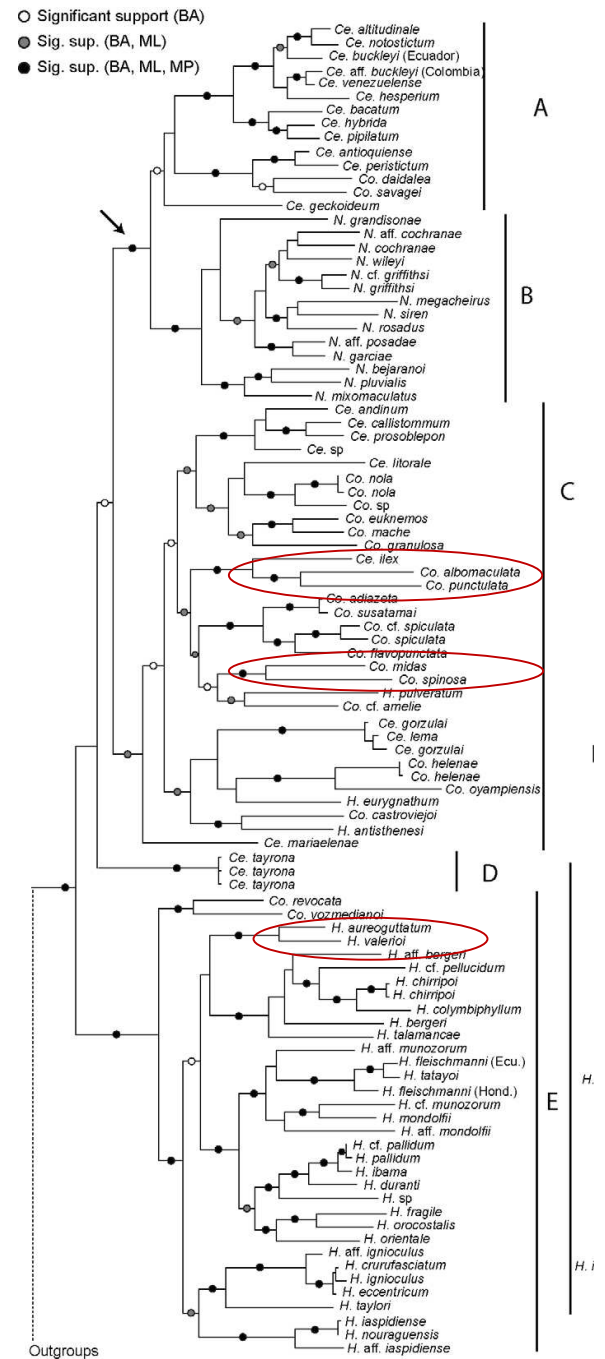 Significant support (BA)
Sig. sup. (BA, ML)
Sig. sup. (BA, ML, MP)
Ce. altitudinale
Ce. notostictum
Ce. buckleyi (Ecuador)
Ce. aff. buckleyi (Colombia)
Ce. venezuelense
Ce. hesperium
Ce. bacatum
Ce. hybrida
Ce. pipilatum
A
Ce. antioquiense
Ce. peristictum
Co. daidalea
Co. savagei
Ce. geckoideum
N. grandisonae
N. aff. cochranae
N. cochranae
N. wileyi
N. cf. griffithsi
N. griffithsi
B
N. megacheirus
N. siren
N. rosadus
N. aff. posadae
N. garciae
N. bejaranoi
N. pluvialis
N. mixomaculatus
Ce. andinum
Ce. callistommum
Ce. prosoblepon
Ce. sp
Ce. litorale
Co. nola
C
Co. nola
Co. sp
Co. euknemos
Co. mache
Co. granulosa
Ce. ilex
Co. albomaculata
Co. punctulata
Co. adiazeta
Co. susatamai
Co. cf. spiculata
Co. spiculata
Co. flavopunctata
Co. midas
Co. spinosa
H. pulveratum
Co. cf. amelie
Ce. gorzulai
Ce. lema
Ce. gorzulai
Co. helenae
Co. helenae
Co. oyampiensis
H. eurygnathum
Co. castroviejoi
H. antisthenesi
Ce. mariaelenae
Ce. tayrona
Ce. tayrona
D
Ce. tayrona
Co. revocata
Co. vozmedianoi
H. aureoguttatum
H. valerioi
H. aff. bergeri
H. cf. pellucidum
H. chirripoi
H. chirripoi
H. colymbiphyllum
H. bergeri
H. talamancae
H. aff. munozorum
H. fleischmanni (Ecu.)
H. tatayoi
H.
H. fleischmanni (Hond.)
E
H. cf. munozorum
H. mondolfii
H. aff. mondolfii
H. cf. pallidum
H. pallidum
H. ibama
H. duranti
H. sp
H. fragile
H. orocostalis
H. orientale
H. aff. ignioculus
H. crurufasciatum
H. i
H. ignioculus
H. eccentricum
H. taylori
H. iaspidiense
H. nouraguensis
H. aff. iaspidiense
Outgroups